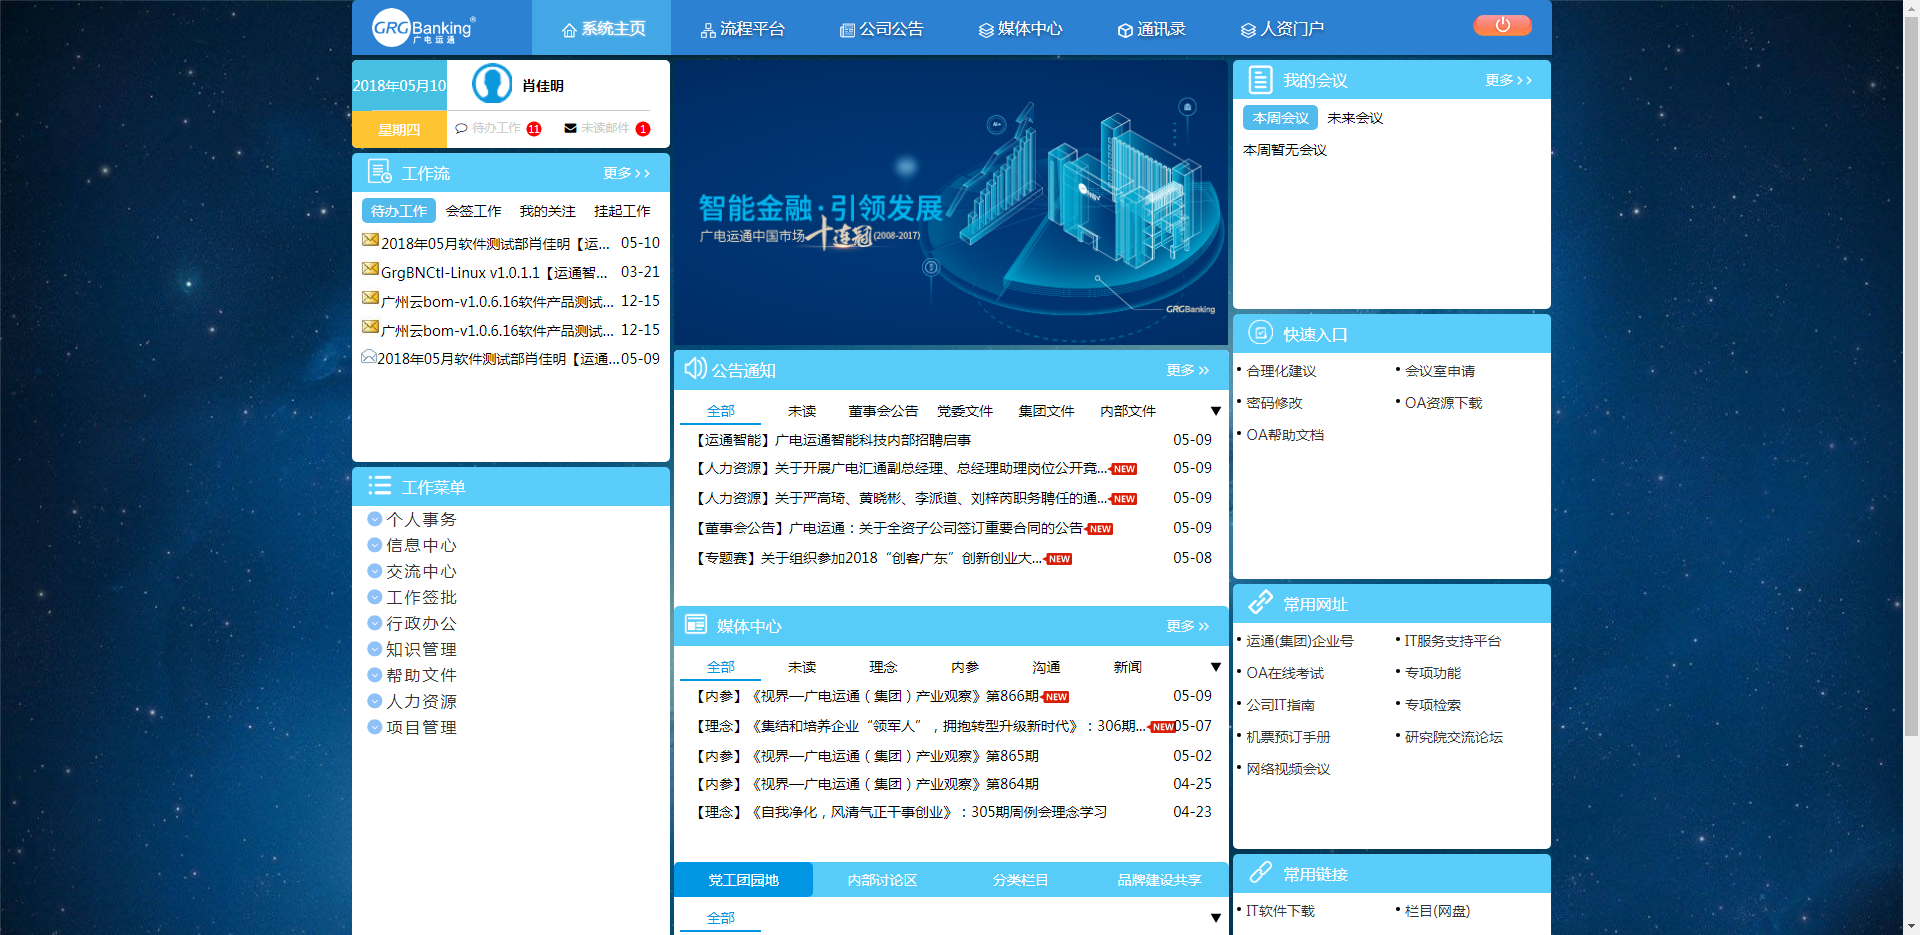 GRGBanking®
广电运通
系统主页
流程平台
公司公告
媒体中心
通讯录
人资门户
2018年05月10
肖佳明
星期四
待办工作 11
未读邮件 1
工作流
更多>>
待办工作 会签工作 我的关注 挂起工作
2018年05月软件测试部肖佳明【运... 05-10
GrgBNCtl-Linux v1.0.1.1【运通智... 03-21
广州云bom-v1.0.6.16软件产品测试... 12-15
广州云bom-v1.0.6.16软件产品测试... 12-15
2018年05月软件测试部肖佳明【运通... 05-09
工作菜单
个人事务
信息中心
交流中心
工作签批
行政办公
知识管理
帮助文件
人力资源
项目管理
智能金融·引领发展
广电运通中国市场十连冠(2008-2017)
GRGBanking
公告通知
更多 >>
全部 未读 董事会公告 党委文件 集团文件 内部文件 ▼
【运通智能】广电运通智能科技内部招聘启事 05-09
【人力资源】关于开展广电汇通副总经理、总经理助理岗位公开竞...NEW 05-09
【人力资源】关于严高琦、黄晓彬、李派道、刘梓芮职务聘任的通...NEW 05-09
【董事会公告】广电运通：关于全资子公司签订重要合同的公告NEW 05-09
【专题赛】关于组织参加2018“创客广东”创新创业大...NEW 05-08
媒体中心
更多 >>
全部 未读 理念 内参 沟通 新闻 ▼
【内参】《视界—广电运通（集团）产业观察》第866期NEW 05-09
【理念】《集结和培养企业“领军人”，拥抱转型升级新时代》：306期...NEW 05-07
【内参】《视界—广电运通（集团）产业观察》第865期 05-02
【内参】《视界—广电运通（集团）产业观察》第864期 04-25
【理念】《自我净化，风清气正干事创业》：305期周例会理念学习 04-23
党工团园地 内部讨论区 分类栏目 品牌建设共享
全部 ▼
我的会议
更多>>
本周会议 未来会议
本周暂无会议
快速入口
合理化建议 会议室申请
密码修改 OA资源下载
OA帮助文档
常用网址
运通(集团)企业号 IT服务支持平台
OA在线考试 专项功能
公司IT指南 专项检索
机票预订手册 研究院交流论坛
网络视频会议
常用链接
IT软件下载 栏目(网盘)